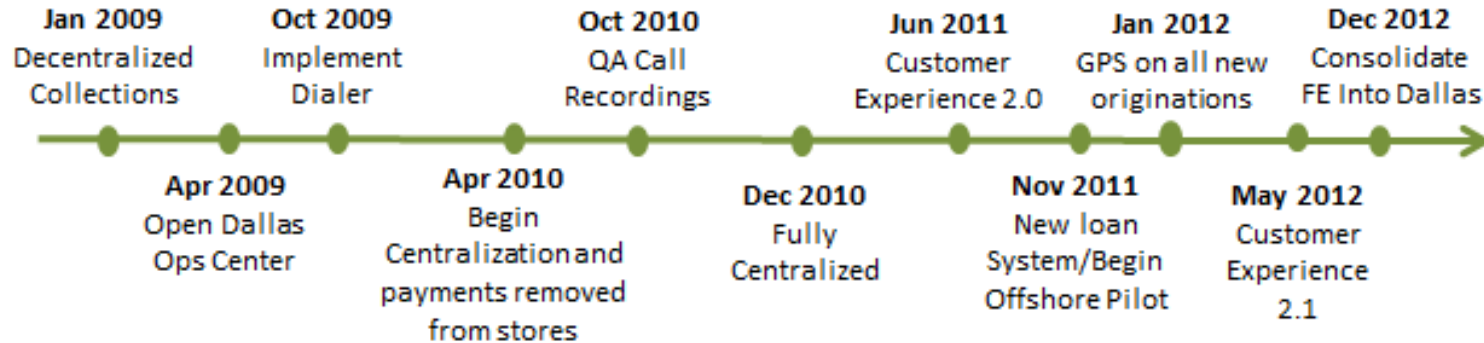 Jan 2009
Decentralized
Collections
Apr 2009
Open Dallas
Ops Center
Oct 2009
Implement
Dialer
Apr 2010
Begin
Centralization and
payments removed
from stores
Oct 2010
QA Call
Recordings
Dec 2010
Fully
Centralized
Jun 2011
Customer
Experience 2.0
Nov 2011
New loan
System/Begin
Offshore Pilot
Jan 2012
GPS on all new
originations
May 2012
Customer
Experience
2.1
Dec 2012
Consolidate
FE Into Dallas